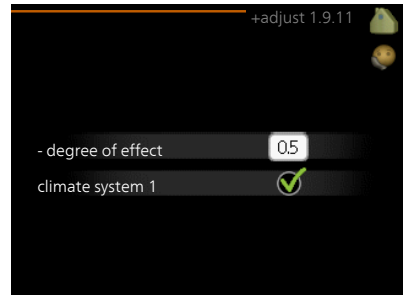 +adjust 1.9.11
- degree of effect 0.5
climate system 1